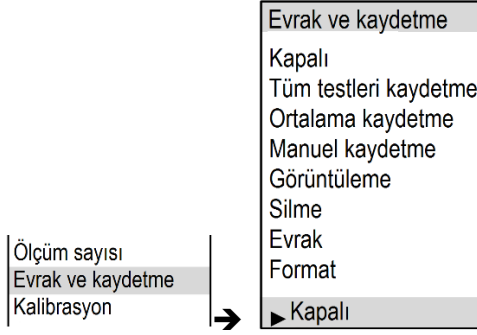 Evrak ve kaydetme
Kapalı
Tüm testleri kaydetme
Ortalama kaydetme
Manuel kaydetme
Görüntüleme
Silme
Evrak
Format
Kapalı
Ölçüm sayısı
Evrak ve kaydetme
Kalibrasyon